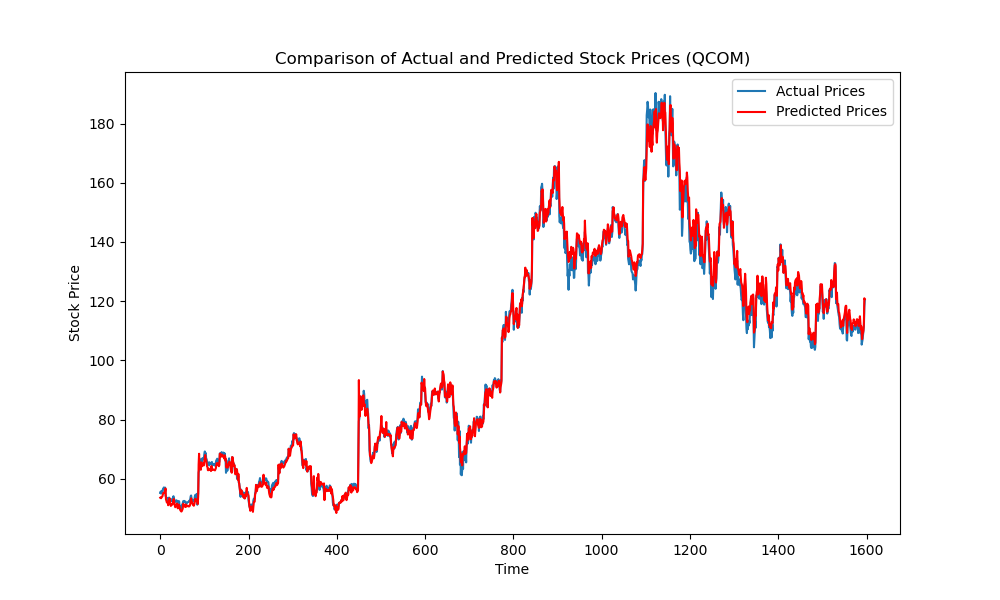 Comparison of Actual and Predicted Stock Prices (QCOM)
Actual Prices
Predicted Prices
180
160
140
120
100
80
60
Stock Price
0 200 400 600 800 1000 1200 1400 1600
Time